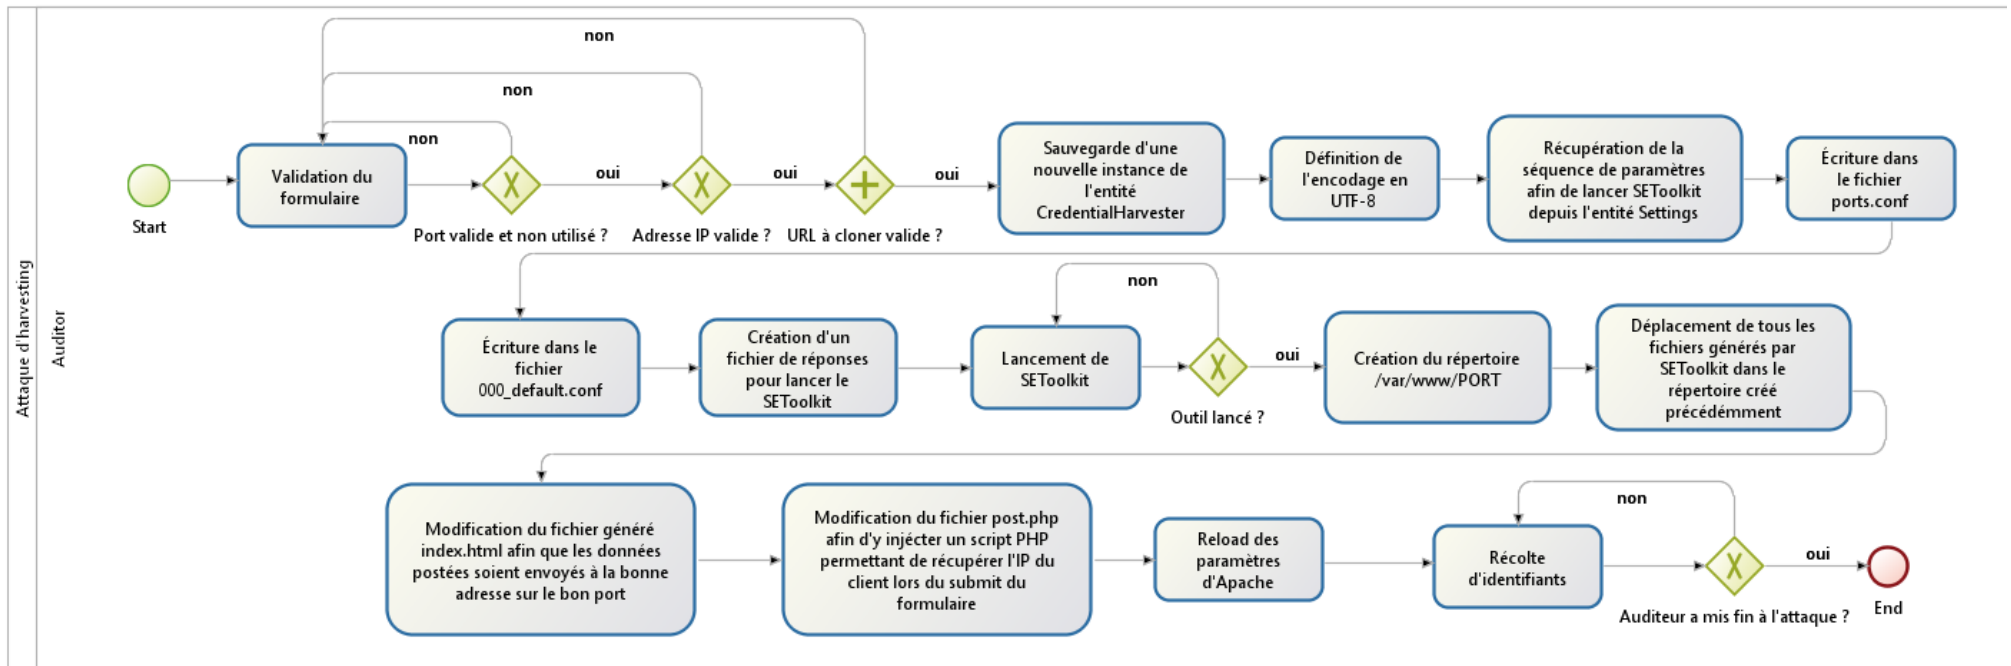 Attaque d'harvesting
Auditor
non
non
non
Start
Validation du
formulaire
Port valide et non utilisé ?
oui
Adresse IP valide ?
oui
URL à cloner valide ?
oui
Sauvegarde d'une
nouvelle instance de
l'entité
CredentialHarvester
Définition de
l'encodage en
UTF-8
Récupération de la
séquence de paramètres
afin de lancer SEToolkit
depuis l'entité Settings
Écriture dans
le fichier
ports.conf
Écriture dans le
fichier
000_default.conf
Création d'un
fichier de réponses
pour lancer le
SEToolkit
Lancement de
SEToolkit
non
Outil lancé ?
oui
Création du répertoire
/var/www/PORT
Déplacement de tous les
fichiers générés par
SEToolkit dans le
répertoire créé
précédémment
Modification du fichier généré
index.html afin que les données
postées soient envoyés à la bonne
adresse sur le bon port
Modification du fichier post.php
afin d'y injécter un script PHP
permettant de récupérer l'IP du
client lors du submit du
formulaire
Reload des
paramètres
d'Apache
Récolte
d'identifiants
non
Auditeur a mis fin à l'attaque ?
oui
End